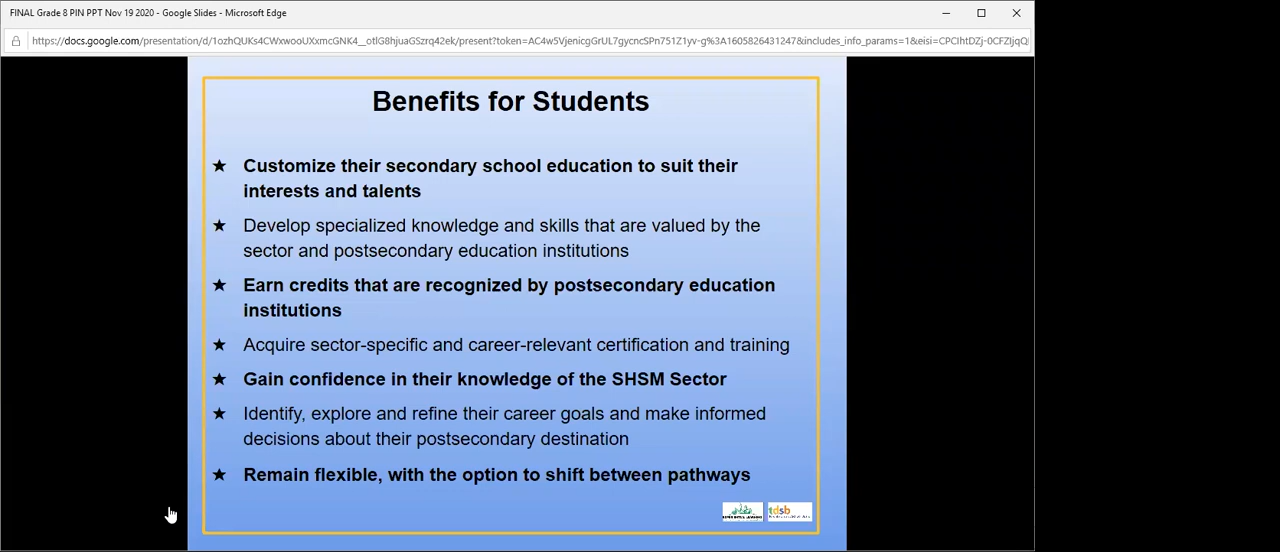 FINAL Grade 8 PIN PPT Nov 19 2020 - Google Slides - Microsoft Edge
Benefits for Students
★ Customize their secondary school education to suit their
interests and talents
★ Develop specialized knowledge and skills that are valued by the
sector and postsecondary education institutions
★ Earn credits that are recognized by postsecondary education
institutions
★ Acquire sector-specific and career-relevant certification and training
★ Gain confidence in their knowledge of the SHSM Sector
★ Identify, explore and refine their career goals and make informed
decisions about their postsecondary destination
★ Remain flexible, with the option to shift between pathways
tdsb